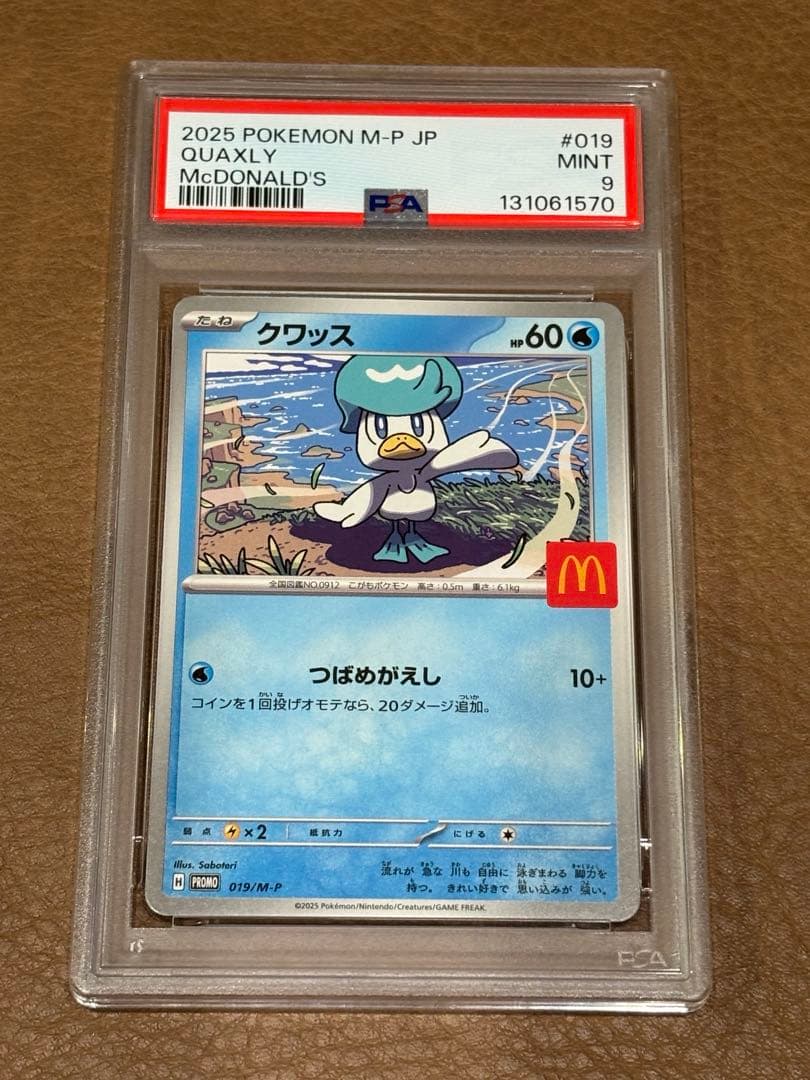 2025 POKEMON M-P JP #019
QUAXLY MINT
McDONALD'S 9
PSA 131061570
たね クワッス HP60
全国図鑑NO.0912 こがもポケモン 高さ:0.5m 重さ:6.1kg
M
つばめがえし 10+
コインを1回投げオモテなら、20ダメージ追加。
弱点 ×2 抵抗力 にげる
Illus. Saboteri
流れが 急な 川も 自由に 泳ぎまわる 脚力を
持つ。 きれい好きで 思い込みが 強い。
H PROMO 019/M-P
©2025 Pokémon/Nintendo/Creatures/GAME FREAK.
PSA